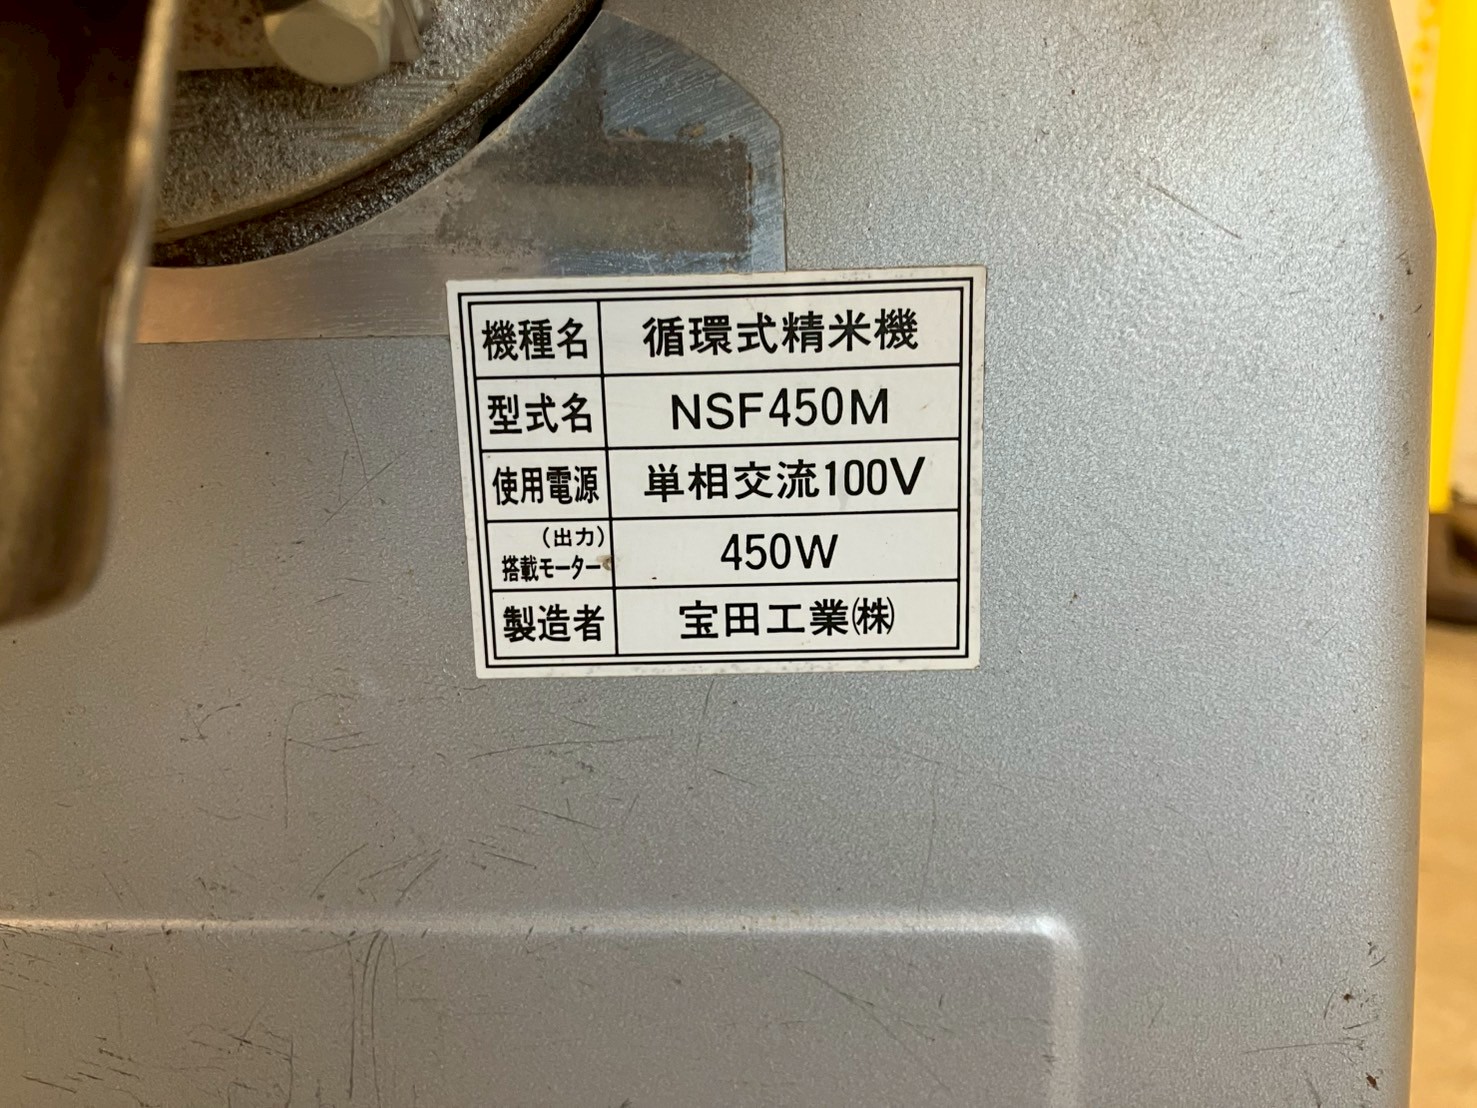 機種名 循環式精米機
型式名 NSF450M
使用電源 単相交流100V
(出力)
搭載モーター 450W
製造者 宝田工業㈱